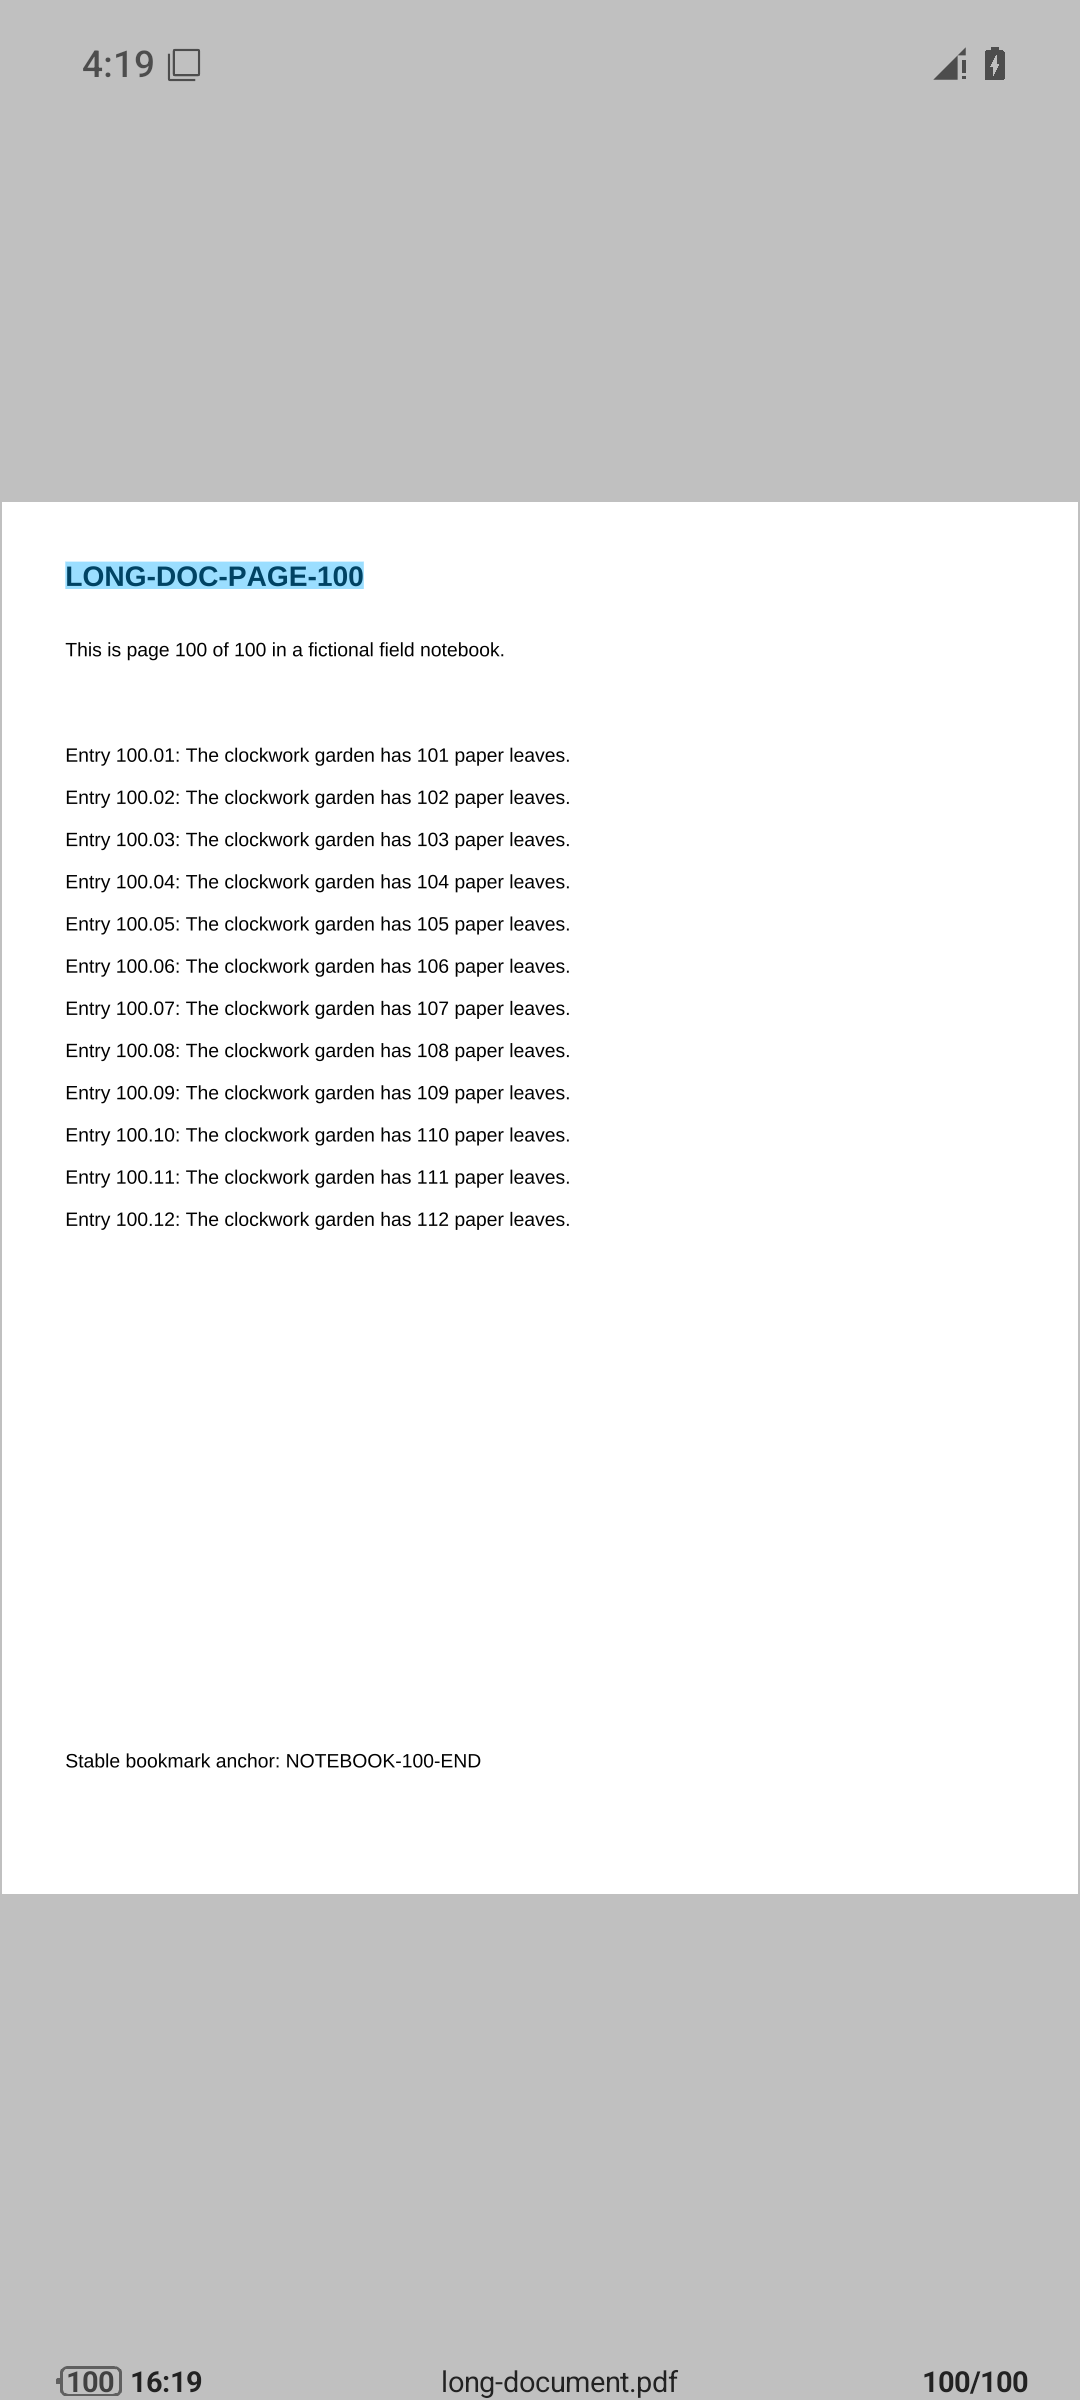 4:19
LONG-DOC-PAGE-100
This is page 100 of 100 in a fictional field notebook.
Entry 100.01: The clockwork garden has 101 paper leaves.
Entry 100.02: The clockwork garden has 102 paper leaves.
Entry 100.03: The clockwork garden has 103 paper leaves.
Entry 100.04: The clockwork garden has 104 paper leaves.
Entry 100.05: The clockwork garden has 105 paper leaves.
Entry 100.06: The clockwork garden has 106 paper leaves.
Entry 100.07: The clockwork garden has 107 paper leaves.
Entry 100.08: The clockwork garden has 108 paper leaves.
Entry 100.09: The clockwork garden has 109 paper leaves.
Entry 100.10: The clockwork garden has 110 paper leaves.
Entry 100.11: The clockwork garden has 111 paper leaves.
Entry 100.12: The clockwork garden has 112 paper leaves.
Stable bookmark anchor: NOTEBOOK-100-END
100 16:19 long-document.pdf 100/100